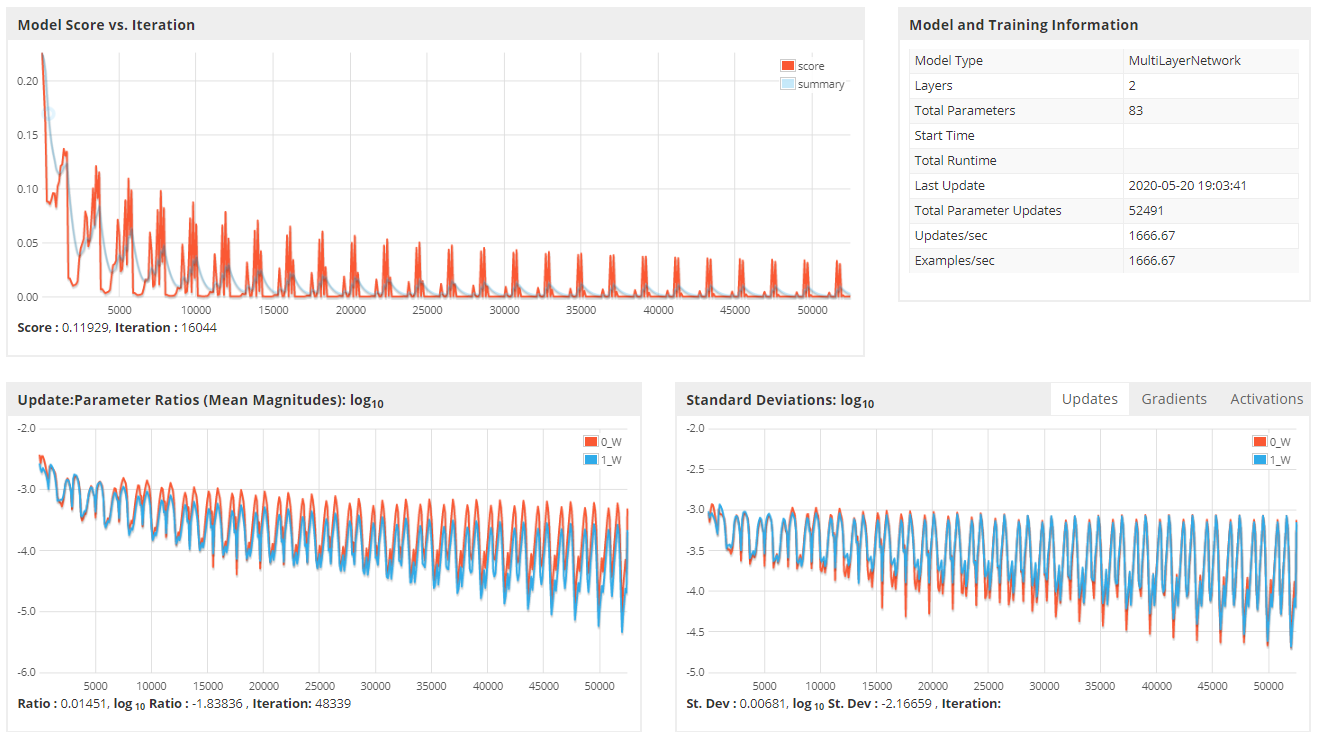 Model Score vs. Iteration
score
summary
0.20
0.15
0.10
0.05
0.00
5000 10000 15000 20000 25000 30000 35000 40000 45000 50000
Score : 0.11929, Iteration : 16044
Model and Training Information
Model Type MultiLayerNetwork
Layers 2
Total Parameters 83
Start Time
Total Runtime
Last Update 2020-05-20 19:03:41
Total Parameter Updates 52491
Updates/sec 1666.67
Examples/sec 1666.67
Update:Parameter Ratios (Mean Magnitudes): log10
0_W
1_W
-2.0
-3.0
-4.0
-5.0
-6.0
5000 10000 15000 20000 25000 30000 35000 40000 45000 50000
Ratio : 0.01451, log 10 Ratio : -1.83836 , Iteration: 48339
Standard Deviations: log10 Updates Gradients Activations
0_W
1_W
-2.0
-2.5
-3.0
-3.5
-4.0
-4.5
-5.0
5000 10000 15000 20000 25000 30000 35000 40000 45000 50000
St. Dev : 0.00681, log 10 St. Dev : -2.16659 , Iteration: